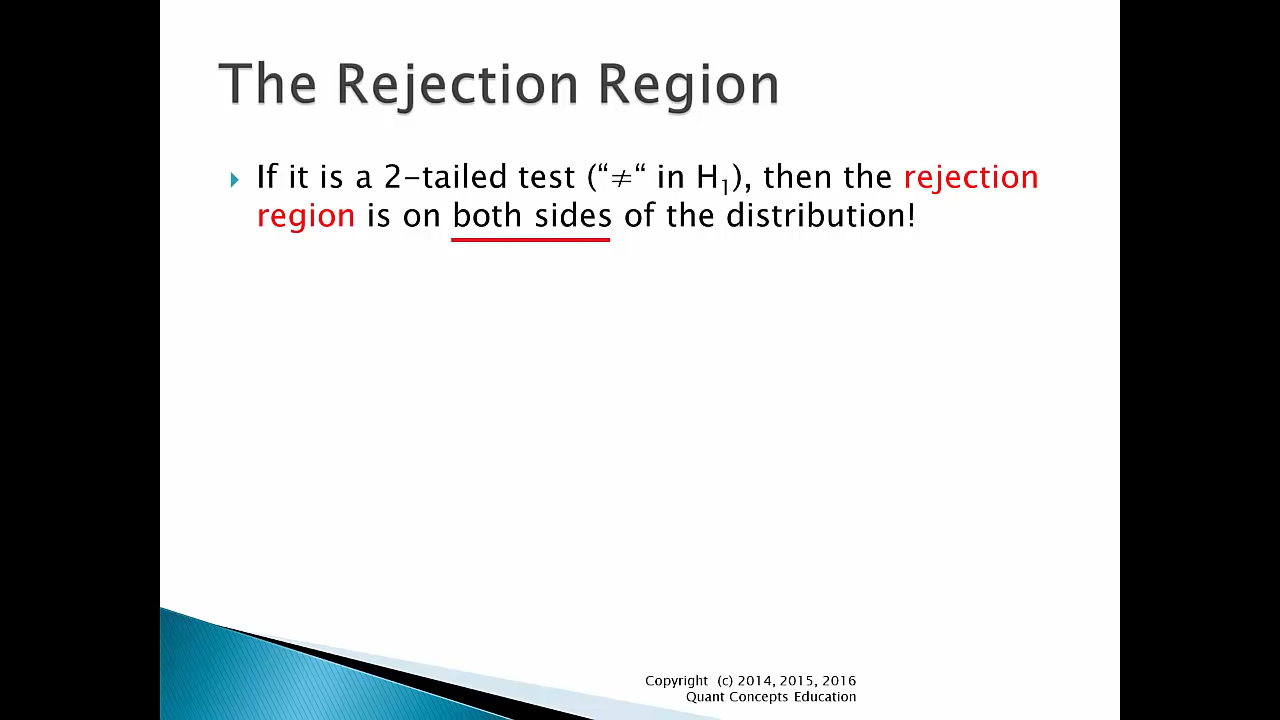 The Rejection Region
If it is a 2-tailed test (“≠“ in H₁), then the rejection
region is on both sides of the distribution!
Copyright (c) 2014, 2015, 2016
Quant Concepts Education